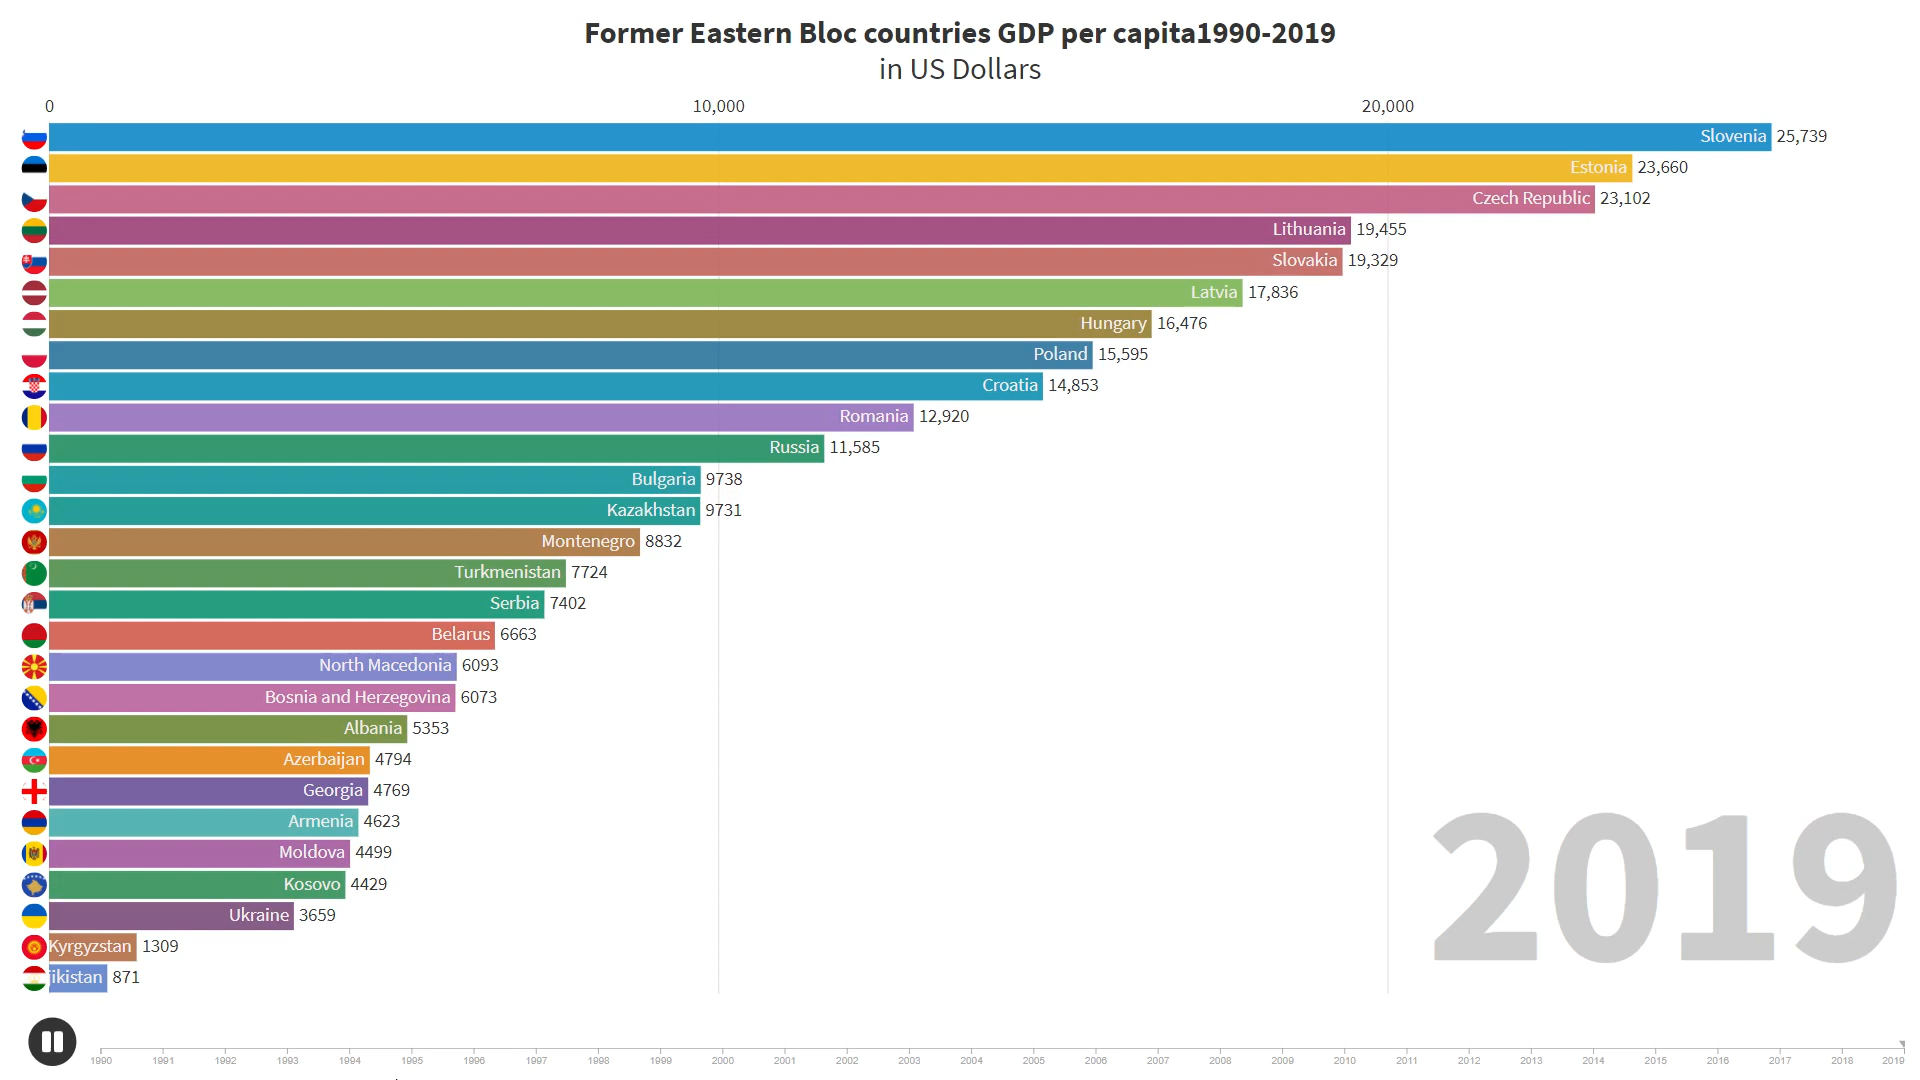 Former Eastern Bloc countries GDP per capita1990-2019
in US Dollars
0 10,000 20,000
Slovenia 25,739
Estonia 23,660
Czech Republic 23,102
Lithuania 19,455
Slovakia 19,329
Latvia 17,836
Hungary 16,476
Poland 15,595
Croatia 14,853
Romania 12,920
Russia 11,585
Bulgaria 9738
Kazakhstan 9731
Montenegro 8832
Turkmenistan 7724
Serbia 7402
Belarus 6663
North Macedonia 6093
Bosnia and Herzegovina 6073
Albania 5353
Azerbaijan 4794
Georgia 4769
Armenia 4623
Moldova 4499
Kosovo 4429
Ukraine 3659
Kyrgyzstan 1309
jikistan 871
2019
1990 1991 1992 1993 1994 1995 1996 1997 1998 1999 2000 2001 2002 2003 2004 2005 2006 2007 2008 2009 2010 2011 2012 2013 2014 2015 2016 2017 2018 2019